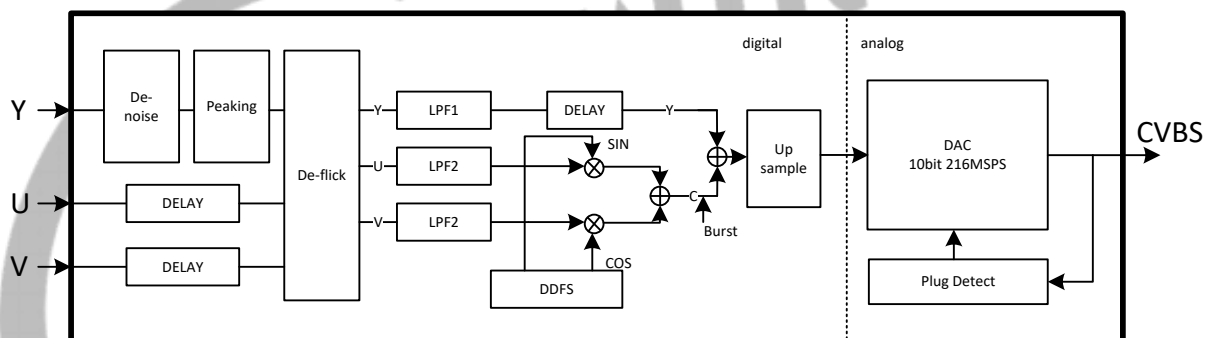 digital
analog
De-
noise
Peaking
De-flick
Y
U
V
DELAY
DELAY
Y
U
V
LPF1
LPF2
LPF2
DELAY
Y
SIN
COS
DDFS
C
Burst
Up
sample
DAC
10bit 216MSPS
Plug Detect
CVBS